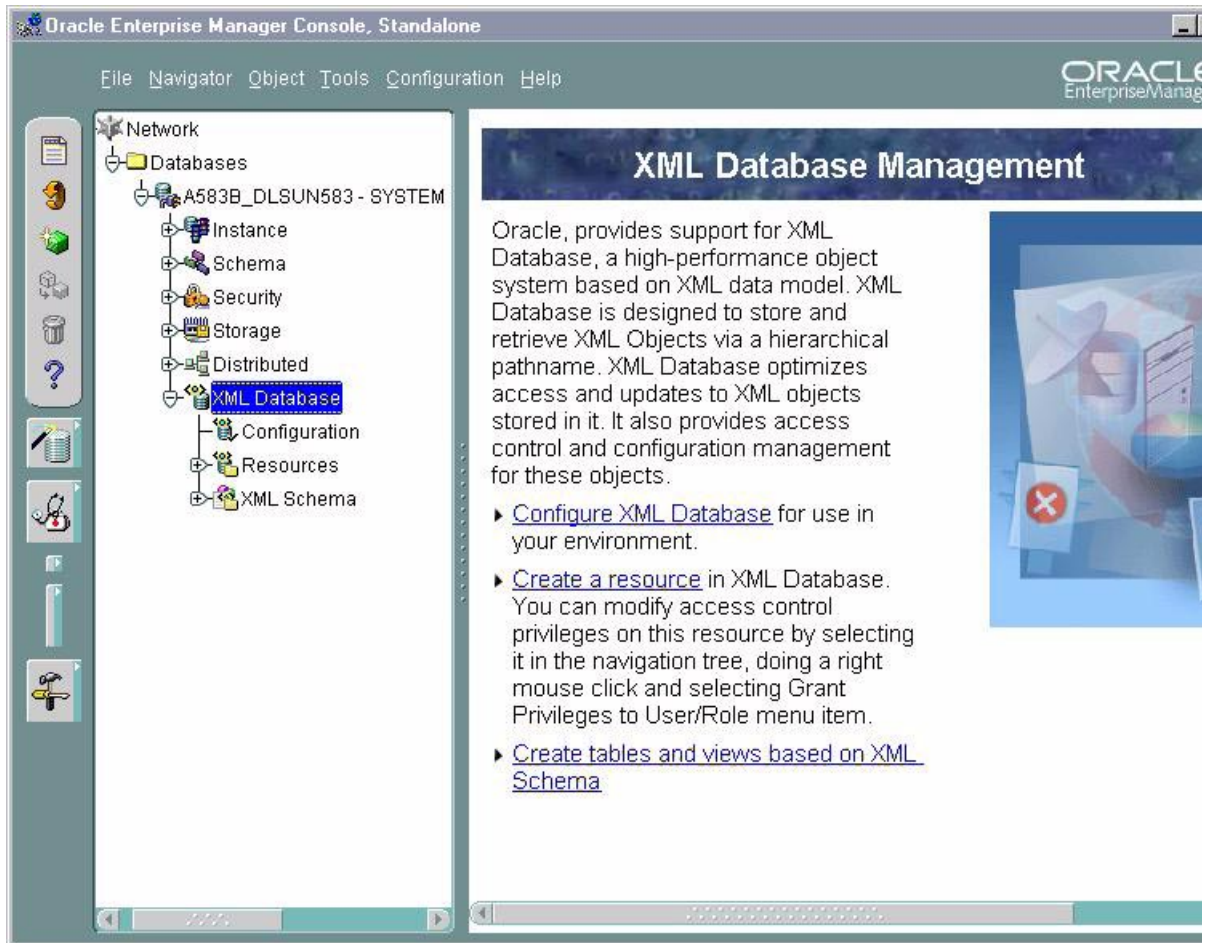 Oracle Enterprise Manager Console, Standalone
File Navigator Object Tools Configuration Help
ORACLE
EnterpriseManag
Network
Databases
A583B_DLSUN583 - SYSTEM
Instance
Schema
Security
Storage
Distributed
XML Database
Configuration
Resources
XML Schema
XML Database Management
Oracle, provides support for XML
Database, a high-performance object
system based on XML data model. XML
Database is designed to store and
retrieve XML Objects via a hierarchical
pathname. XML Database optimizes
access and updates to XML objects
stored in it. It also provides access
control and configuration management
for these objects.
Configure XML Database for use in
your environment.
Create a resource in XML Database.
You can modify access control
privileges on this resource by selecting
it in the navigation tree, doing a right
mouse click and selecting Grant
Privileges to User/Role menu item.
Create tables and views based on XML
Schema